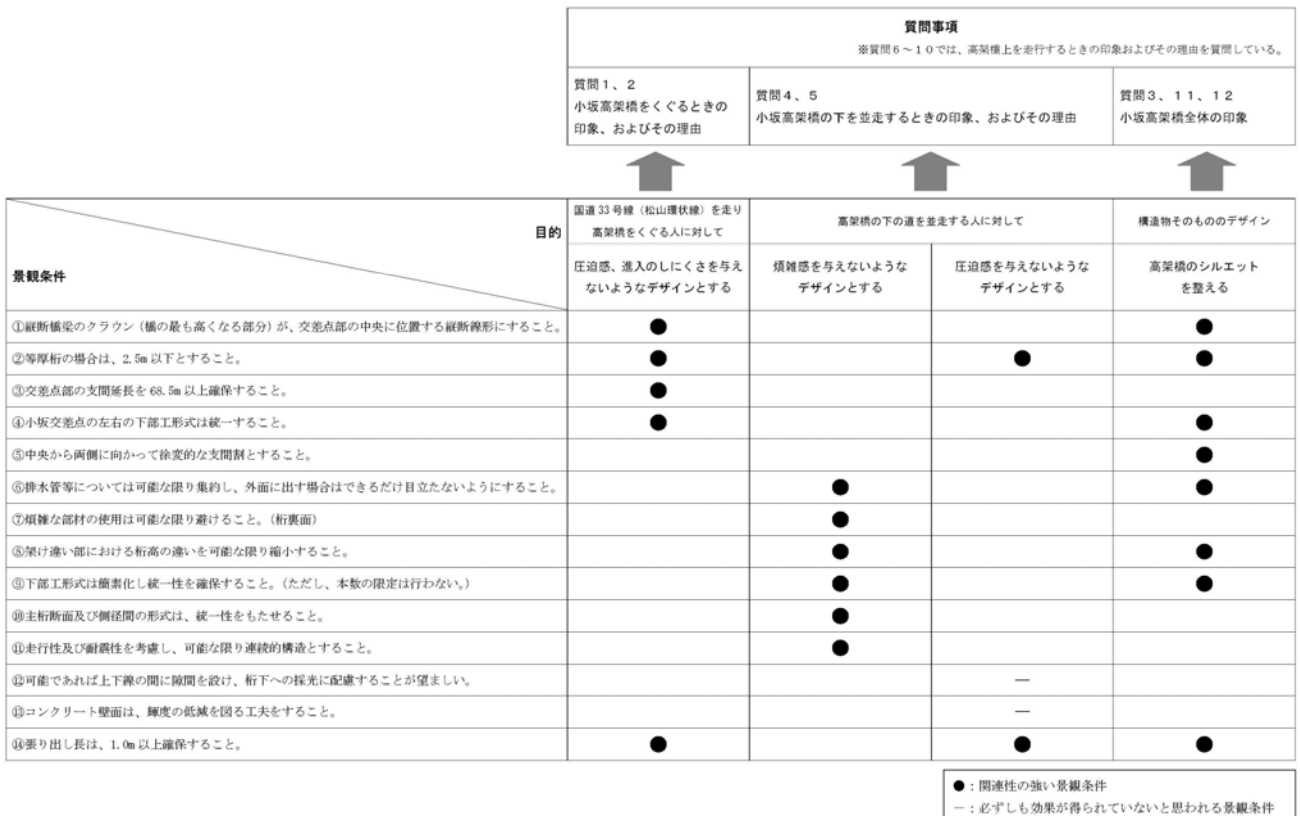 質問事項
※質問6～10では、高架橋上を走行するときの印象およびその理由を質問している。
質問1、2
小坂高架橋をくぐるときの
印象、およびその理由
質問4、5
小坂高架橋の下を並走するときの印象、およびその理由
質問3、11、12
小坂高架橋全体の印象
目的
景観条件
国道33号線（松山環状線）を走り
高架橋をくぐる人に対して
高架橋の下の道を並走する人に対して
構造物そのもののデザイン
圧迫感、進入のしにくさを与え
ないようなデザインとする
煩雑感を与えないような
デザインとする
圧迫感を与えないような
デザインとする
高架橋のシルエット
を整える
①縦断橋梁のクラウン（橋の最も高くなる部分）が、交差点部の中央に位置する縦断線形にすること。 ● ●
②等厚桁の場合は、2.5m以下とすること。 ● ● ●
③交差点部の支間延長を68.5m以上確保すること。 ●
④小坂交差点の左右の下部工形式は統一すること。 ● ●
⑤中央から両側に向かって徐変的な支間割とすること。 ●
⑥排水管等については可能な限り集約し、外面に出す場合はできるだけ目立たないようにすること。 ● ●
⑦煩雑な部材の使用は可能な限り避けること。（桁裏面） ●
⑧架け違い部における桁高の違いを可能な限り縮小すること。 ● ●
⑨下部工形式は簡素化し統一性を確保すること。（ただし、本数の限定は行わない。） ● ●
⑩主桁断面及び側径間の形式は、統一性をもたせること。 ●
⑪走行性及び耐震性を考慮し、可能な限り連続的構造とすること。 ●
⑫可能であれば上下線の間に隙間を設け、桁下への採光に配慮することが望ましい。 －
⑬コンクリート壁面は、輝度の低減を図る工夫をすること。 －
⑭張り出し長は、1.0m以上確保すること。 ● ● ●
●：関連性の強い景観条件
－：必ずしも効果が得られていないと思われる景観条件